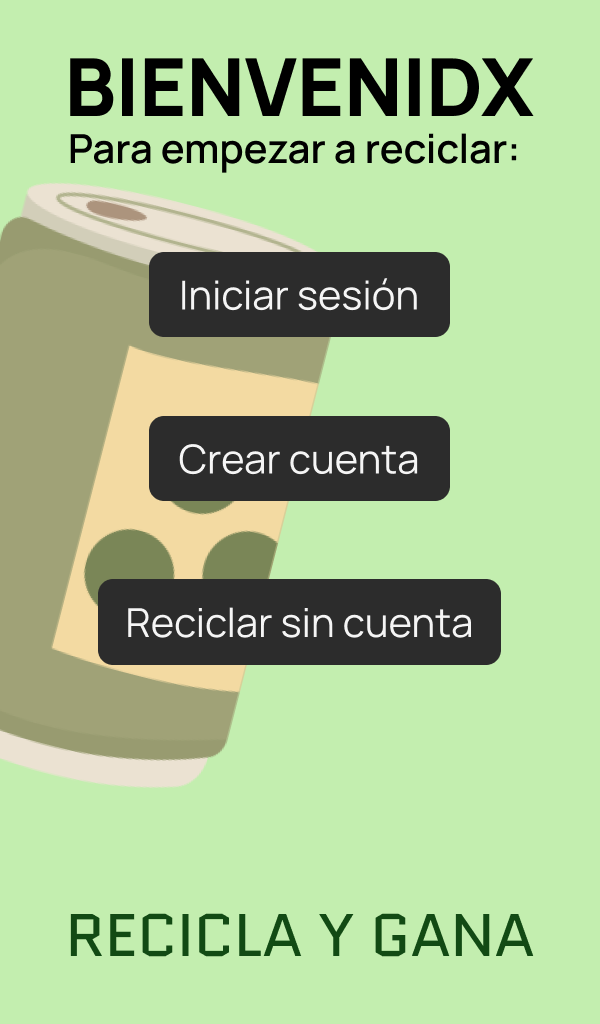 BIENVENIDX
Para empezar a reciclar:
Iniciar sesión
Crear cuenta
Reciclar sin cuenta
RECICLA Y GANA